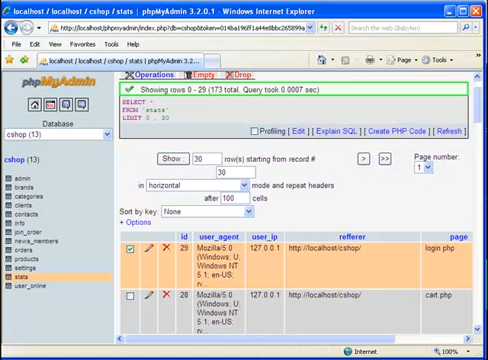 localhost / localhost / cshop / stats | phpMyAdmin 3.2.0.1 - Windows Internet Explorer
http://localhost/phpmyadmin/index.php?db=cshop&token=014ba196ff1a44e8ecbacbc265899ea
Search the Web (Babylon)
File Edit View Favorites Tools Help
localhost / localhost / cshop / stats | phpMyAdmin 3.2....
Page Tools
phpMyAdmin
Database
cshop (13)
cshop (13)
admin
brands
categories
clients
contacts
info
join_order
news_members
orders
products
settings
stats
user_online
Operations Empty Drop
Showing rows 0 - 29 (173 total, Query took 0.0007 sec)
SELECT *
FROM `stats`
LIMIT 0 , 30
Profiling [ Edit ] [ Explain SQL ] [ Create PHP Code ] [ Refresh ]
Show : 30 row(s) starting from record #
30
> >> Page number:
1
in horizontal mode and repeat headers
after 100 cells
Sort by key: None
+ Options
id user_agent user_ip refferer page
29 Mozilla/5.0 (Windows; U; Windows NT 5.1; en-US; rv... 127.0.0.1 http://localhost/cshop/ login.php
28 Mozilla/5.0 (Windows; U; Windows NT 5.1; en-US; 127.0.0.1 http://localhost/cshop/ cart.php
Internet 100%